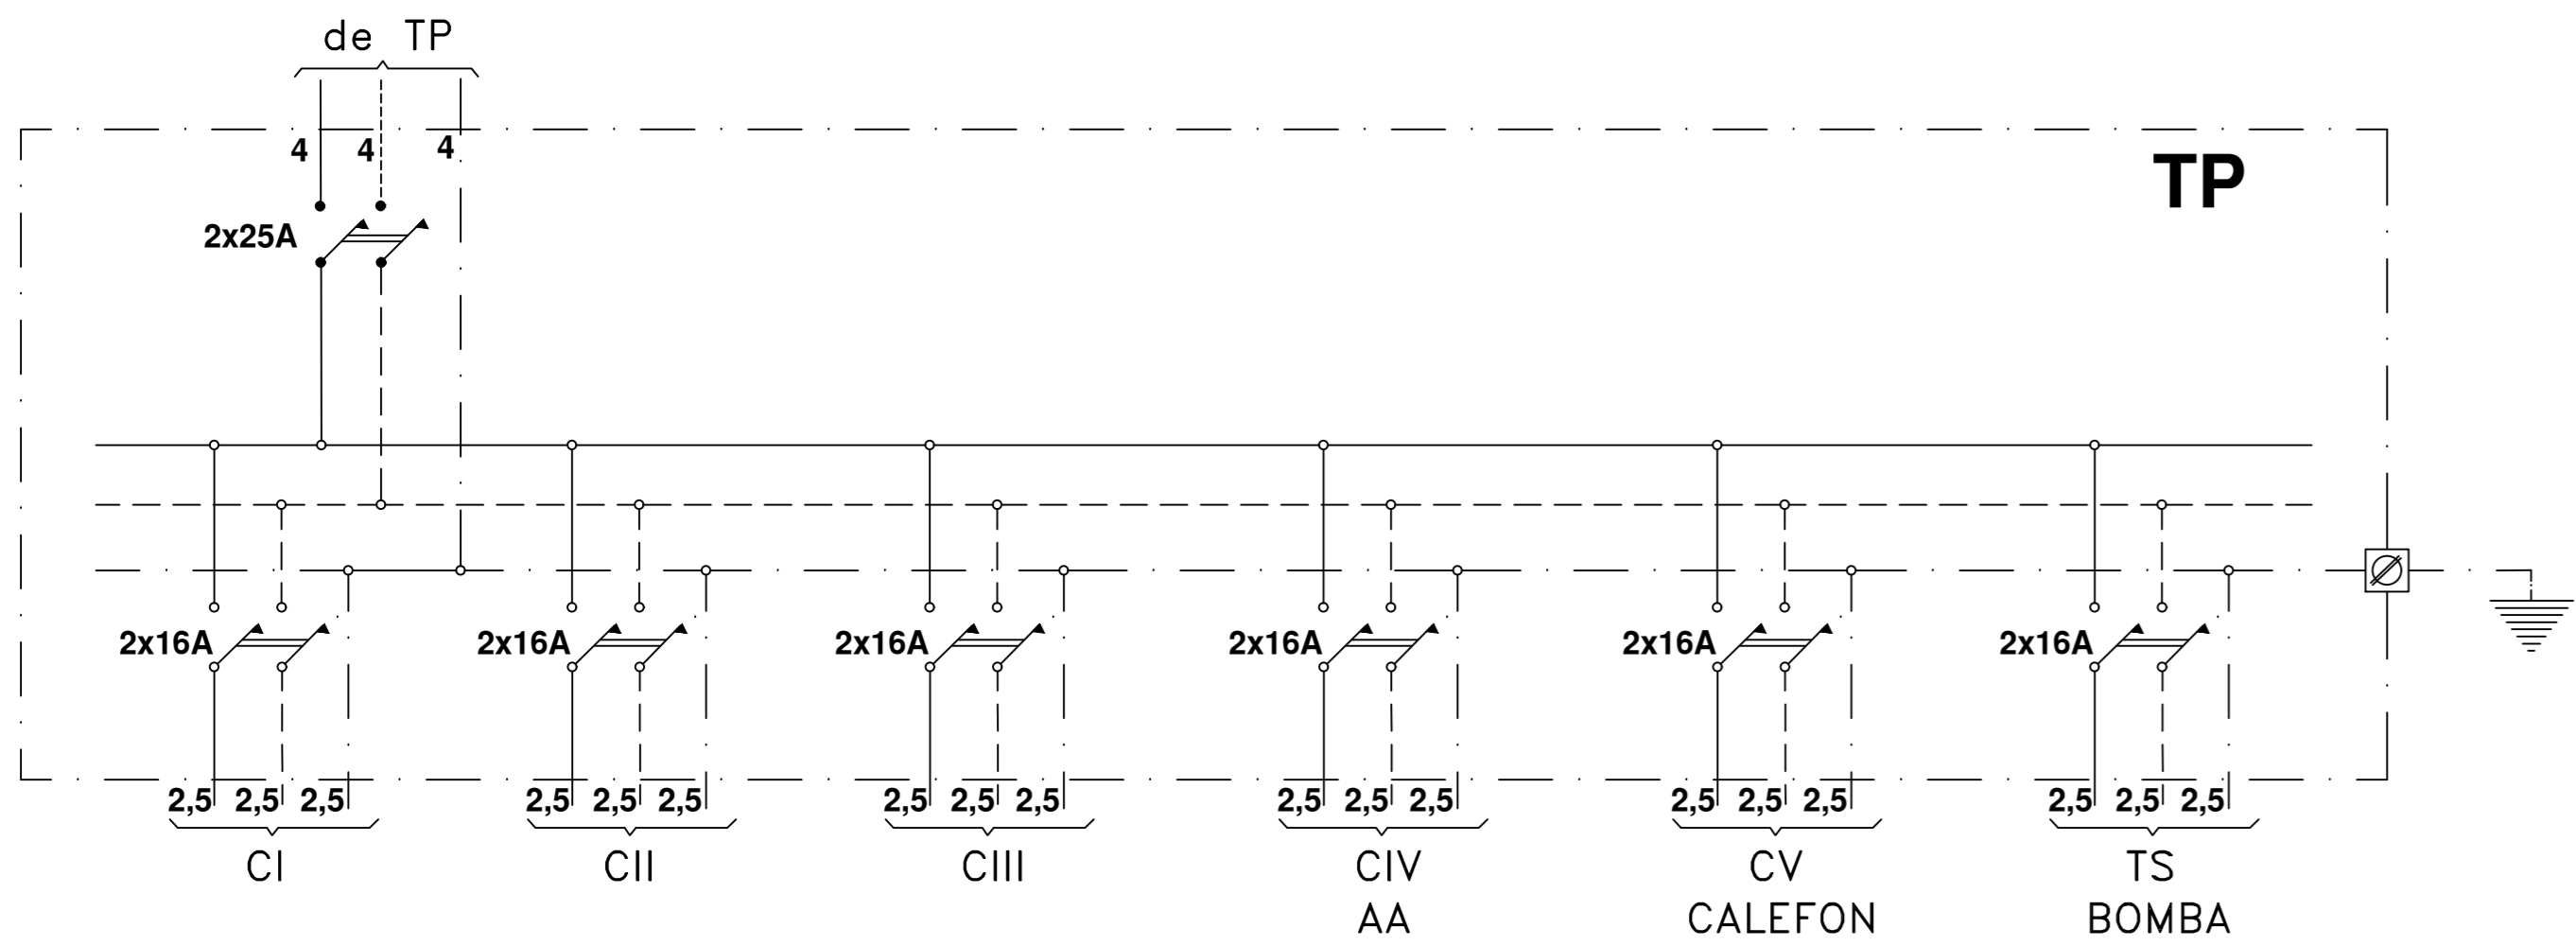 de TP
4 4 4
TP
2x25A
2x16A 2x16A 2x16A 2x16A 2x16A 2x16A
2,5 2,5 2,5 2,5 2,5 2,5 2,5 2,5 2,5 2,5 2,5 2,5 2,5 2,5 2,5 2,5 2,5 2,5
CI CII CIII CIV CV TS
AA CALEFON BOMBA